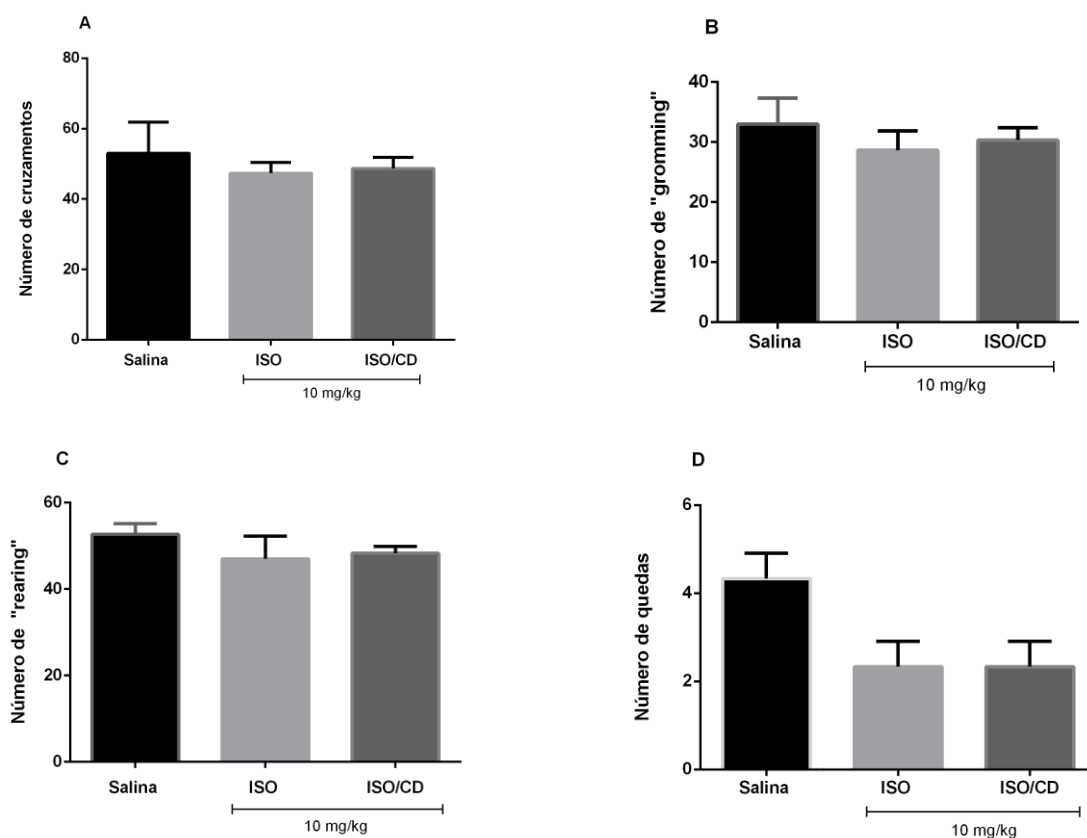 A
Número de cruzamentos
80
60
40
20
0
Salina
ISO
ISO/CD
10 mg/kg
B
Número de "gromming"
40
30
20
10
0
Salina
ISO
ISO/CD
10 mg/kg
C
Número de "rearing"
60
40
20
0
Salina
ISO
ISO/CD
10 mg/kg
D
Número de quedas
6
4
2
0
Salina
ISO
ISO/CD
10 mg/kg